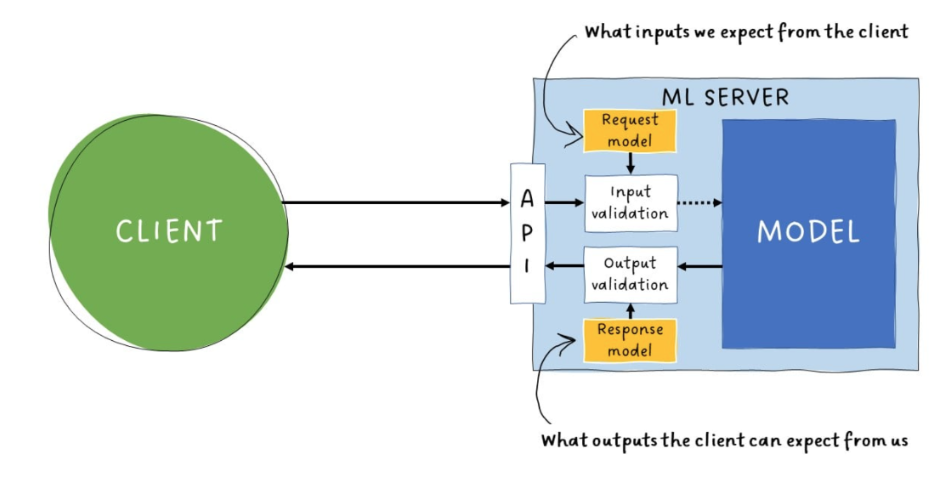 What inputs we expect from the client
ML SERVER
Request
model
CLIENT
A
P
I
Input
validation
MODEL
Output
validation
Response
model
What outputs the client can expect from us